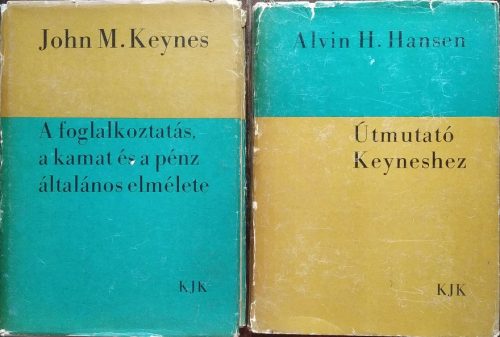 John M. Keynes
A foglalkoztatás,
a kamat és a pénz
általános elmélete
KJK
Alvin H. Hansen
Útmutató
Keyneshez
KJK